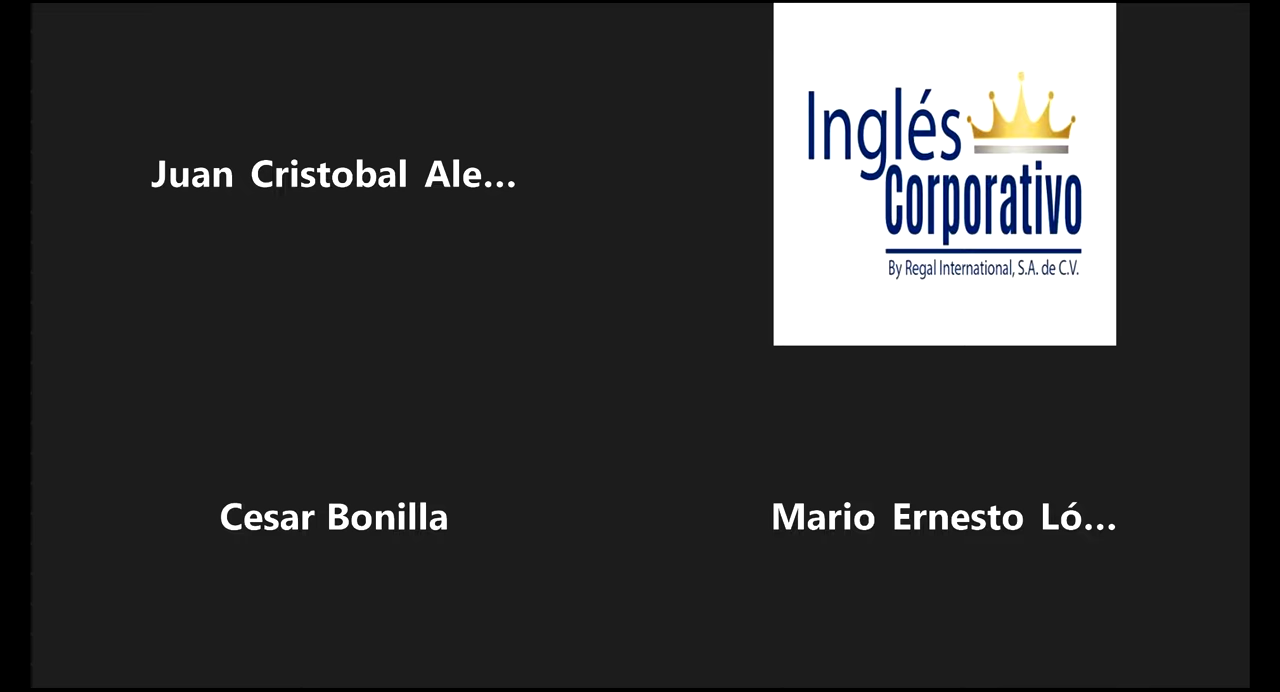 Juan Cristobal Ale...
Inglés
Corporativo
By Regal International, S.A. de C.V.
Cesar Bonilla
Mario Ernesto Ló...